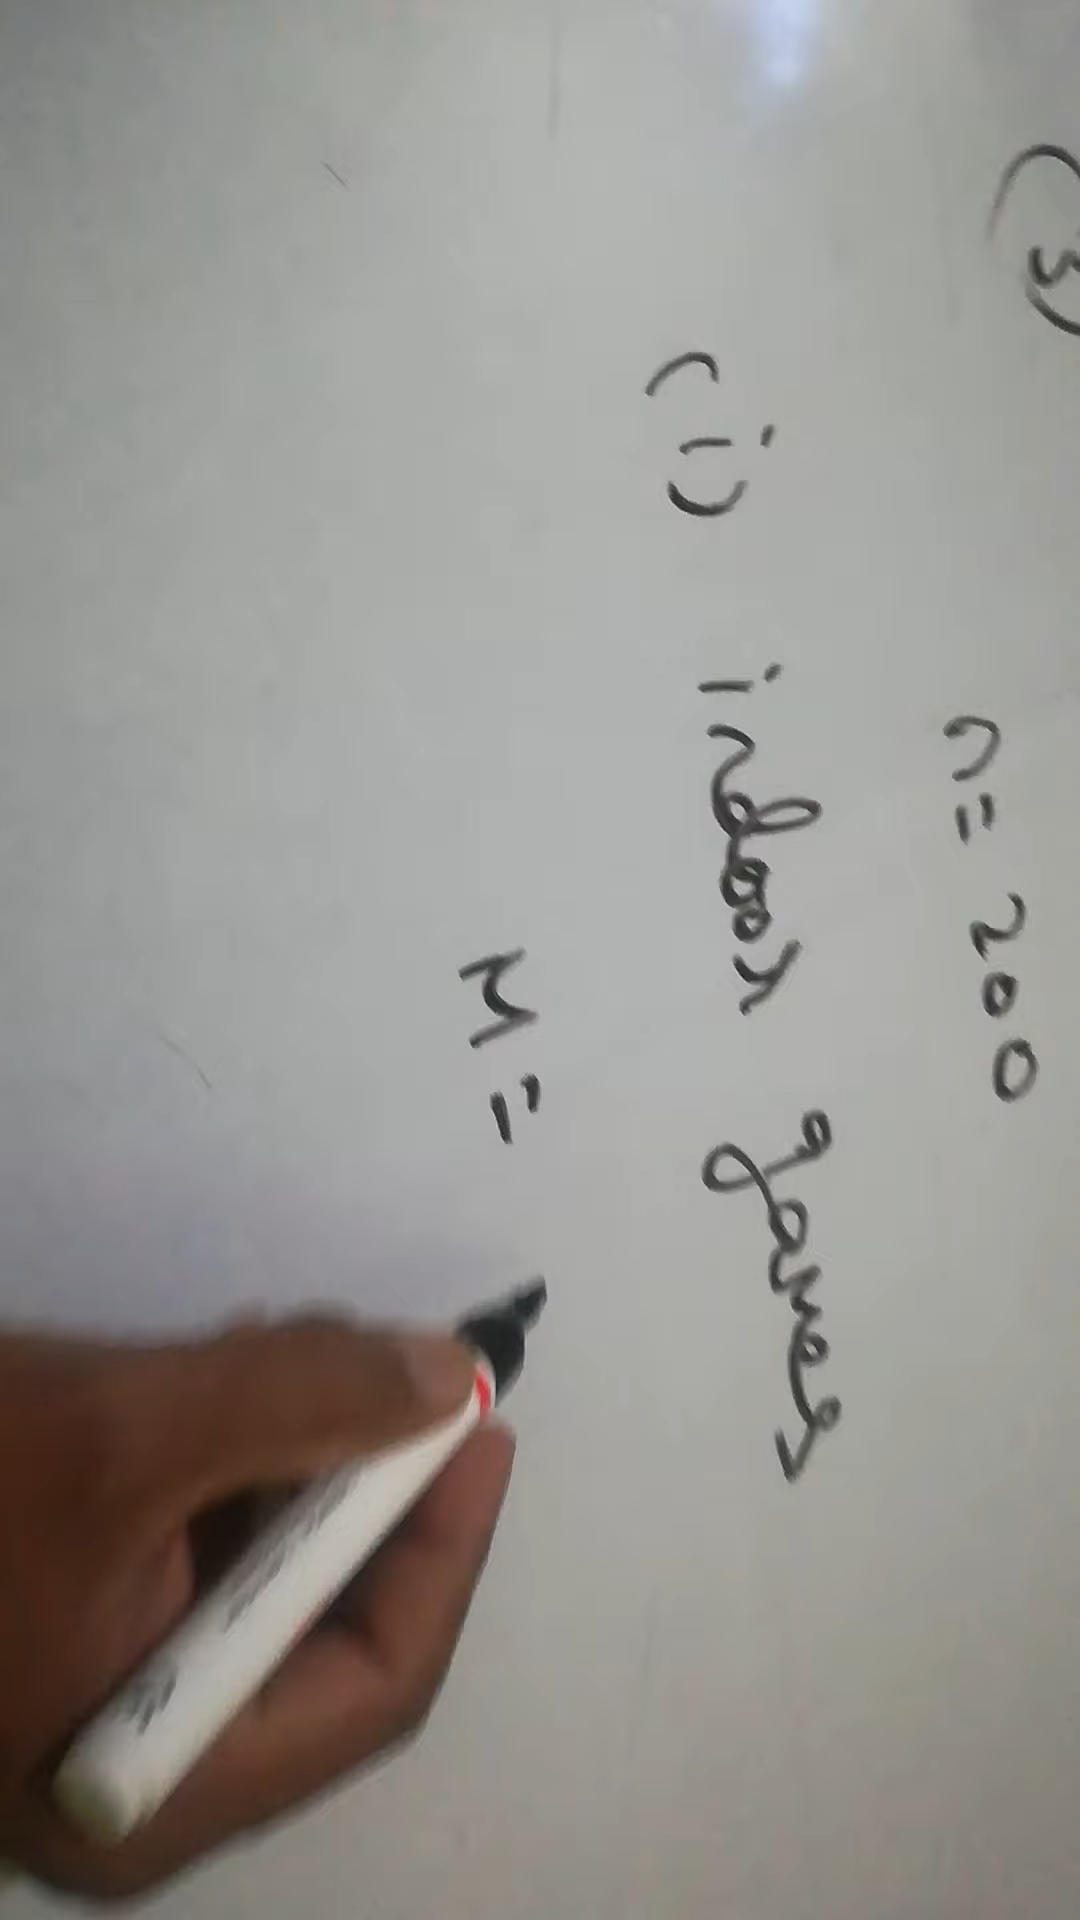 (3)
n = 200
(i) indoor games
M =